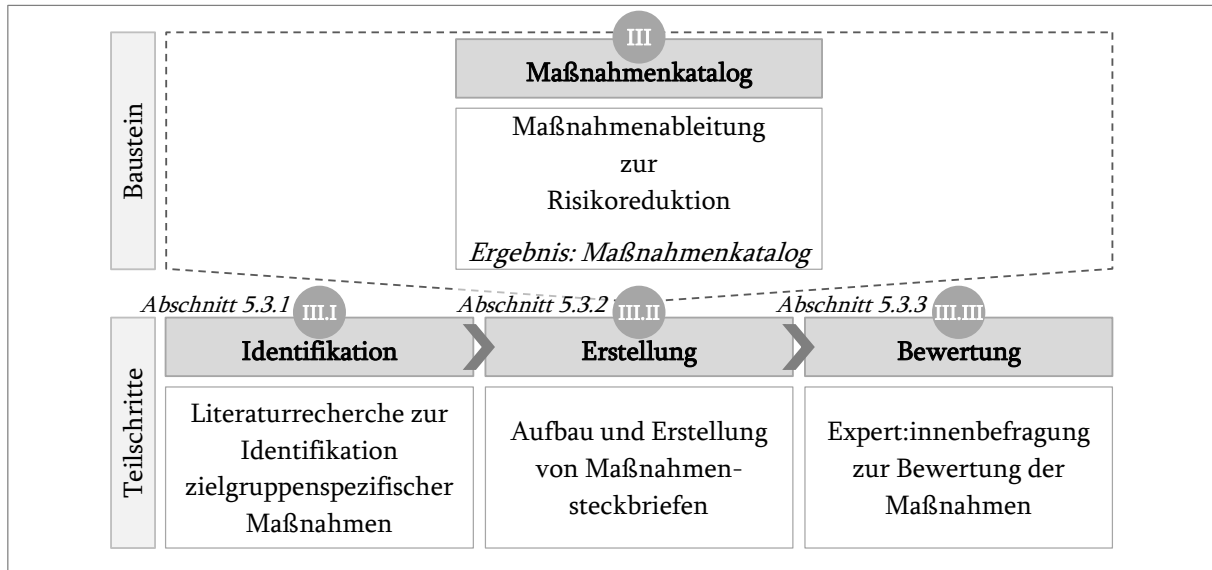 Baustein
III
Maßnahmenkatalog
Maßnahmenableitung
zur
Risikoreduktion
Ergebnis: Maßnahmenkatalog
Teilschritte
Abschnitt 5.3.1
III.I
Identifikation
Literaturrecherche zur
Identifikation
zielgruppenspezifischer
Maßnahmen
Abschnitt 5.3.2
III.II
Erstellung
Aufbau und Erstellung
von Maßnahmen-
steckbriefen
Abschnitt 5.3.3
III.III
Bewertung
Expert:innenbefragung
zur Bewertung der
Maßnahmen